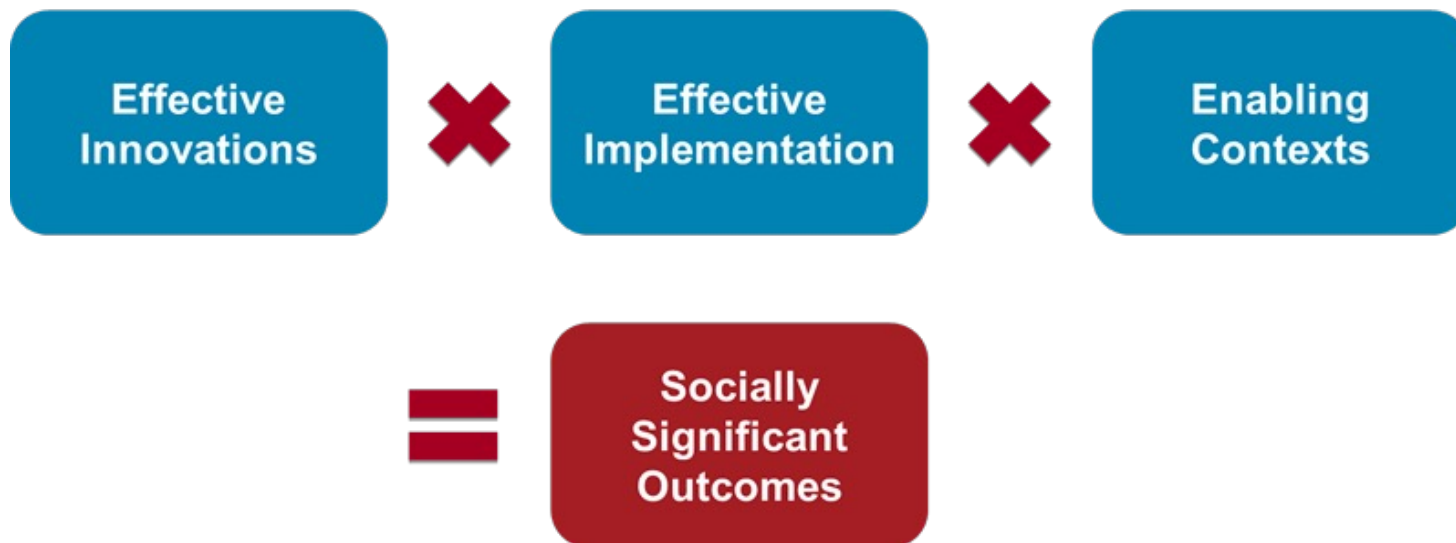 Effective
Innovations
Effective
Implementation
Enabling
Contexts
Socially
Significant
Outcomes